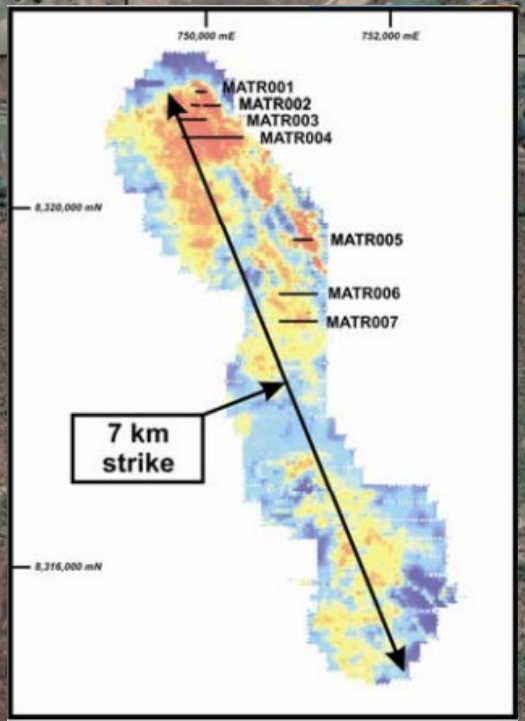 750,000 mE
752,000 mE
MATR001
MATR002
MATR003
MATR004
8,320,000 mN
MATR005
MATR006
MATR007
7 km
strike
8,316,000 mN